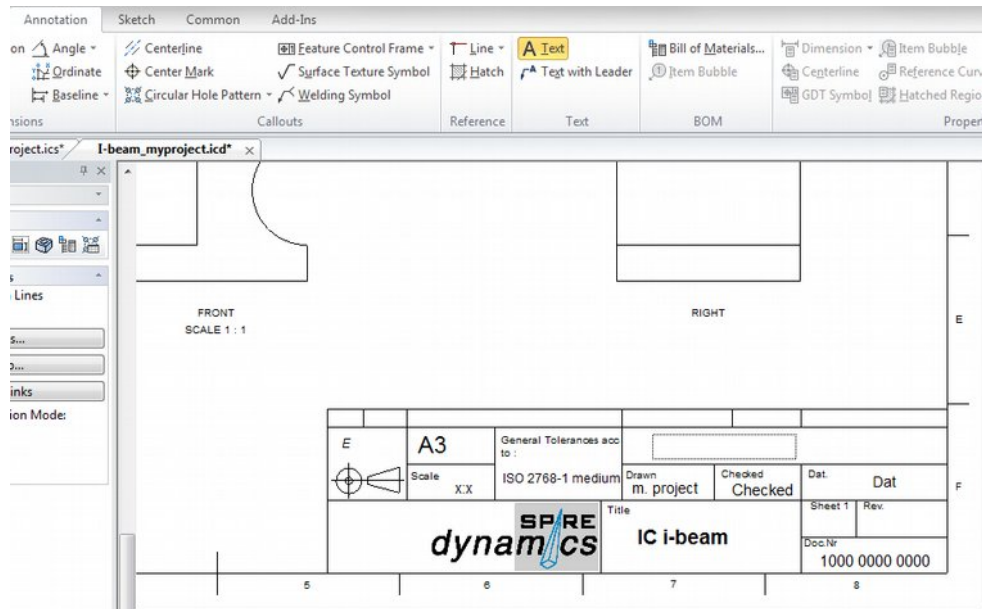 Annotation Sketch Common Add-Ins
on Angle Centerline Feature Control Frame Line Text Bill of Materials... Dimension Item Bubble
Ordinate Center Mark Surface Texture Symbol Hatch Text with Leader Item Bubble Centerline Reference Curv
Baseline Circular Hole Pattern Welding Symbol GDT Symbol Hatched Regio
nsions Callouts Reference Text BOM Propert
roject.ics* I-beam_myproject.icd*
s
Lines
s...
o...
inks
ion Mode:
FRONT
SCALE 1 : 1
RIGHT
E
E
A3
General Tolerances acc
to :
ISO 2768-1 medium
Scale
X:X
Drawn
m. project
Checked
Checked
Dat.
Dat
F
SPIRE
dynamics
Title
IC i-beam
Sheet 1 Rev.
Doc.Nr
1000 0000 0000
5 6 7 8